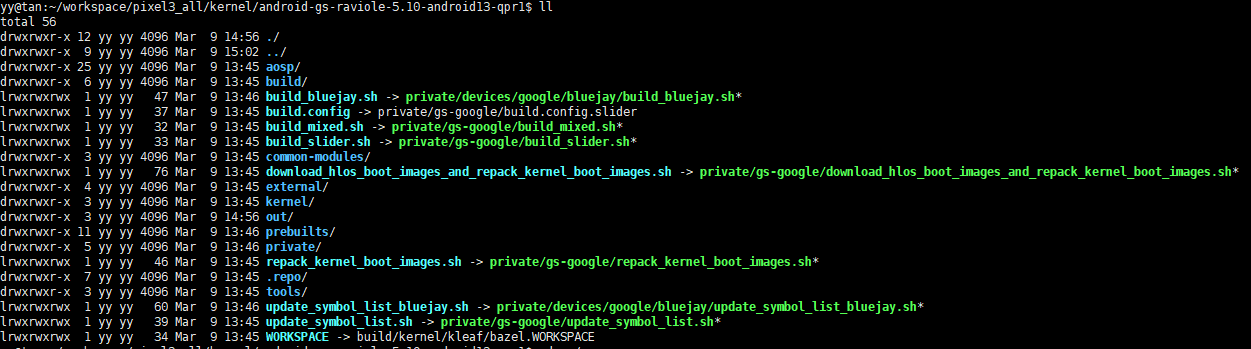 yy@tan:~/workspace/pixel3_all/kernel/android-gs-raviole-5.10-android13-qpr1$ ll
total 56
drwxrwxr-x 12 yy yy 4096 Mar  9 14:56 ./
drwxrwxr-x  9 yy yy 4096 Mar  9 15:02 ../
drwxrwxr-x 25 yy yy 4096 Mar  9 13:45 aosp/
drwxrwxr-x  6 yy yy 4096 Mar  9 13:45 build/
lrwxrwxrwx  1 yy yy   47 Mar  9 13:46 build_bluejay.sh -> private/devices/google/bluejay/build_bluejay.sh*
lrwxrwxrwx  1 yy yy   37 Mar  9 13:45 build.config -> private/gs-google/build.config.slider
lrwxrwxrwx  1 yy yy   32 Mar  9 13:45 build_mixed.sh -> private/gs-google/build_mixed.sh*
lrwxrwxrwx  1 yy yy   33 Mar  9 13:45 build_slider.sh -> private/gs-google/build_slider.sh*
drwxrwxr-x  3 yy yy 4096 Mar  9 13:45 common-modules/
lrwxrwxrwx  1 yy yy   76 Mar  9 13:45 download_hlos_boot_images_and_repack_kernel_boot_images.sh -> private/gs-google/download_hlos_boot_images_and_repack_kernel_boot_images.sh*
drwxrwxr-x  4 yy yy 4096 Mar  9 13:45 external/
drwxrwxr-x  3 yy yy 4096 Mar  9 13:45 kernel/
drwxrwxr-x  3 yy yy 4096 Mar  9 14:56 out/
drwxrwxr-x 11 yy yy 4096 Mar  9 13:46 prebuilts/
drwxrwxr-x  5 yy yy 4096 Mar  9 13:46 private/
lrwxrwxrwx  1 yy yy   46 Mar  9 13:45 repack_kernel_boot_images.sh -> private/gs-google/repack_kernel_boot_images.sh*
drwxrwxr-x  7 yy yy 4096 Mar  9 13:45 .repo/
drwxrwxr-x  3 yy yy 4096 Mar  9 13:45 tools/
lrwxrwxrwx  1 yy yy   60 Mar  9 13:46 update_symbol_list_bluejay.sh -> private/devices/google/bluejay/update_symbol_list_bluejay.sh*
lrwxrwxrwx  1 yy yy   39 Mar  9 13:45 update_symbol_list.sh -> private/gs-google/update_symbol_list.sh*
lrwxrwxrwx  1 yy yy   34 Mar  9 13:45 WORKSPACE -> build/kernel/kleaf/bazel.WORKSPACE